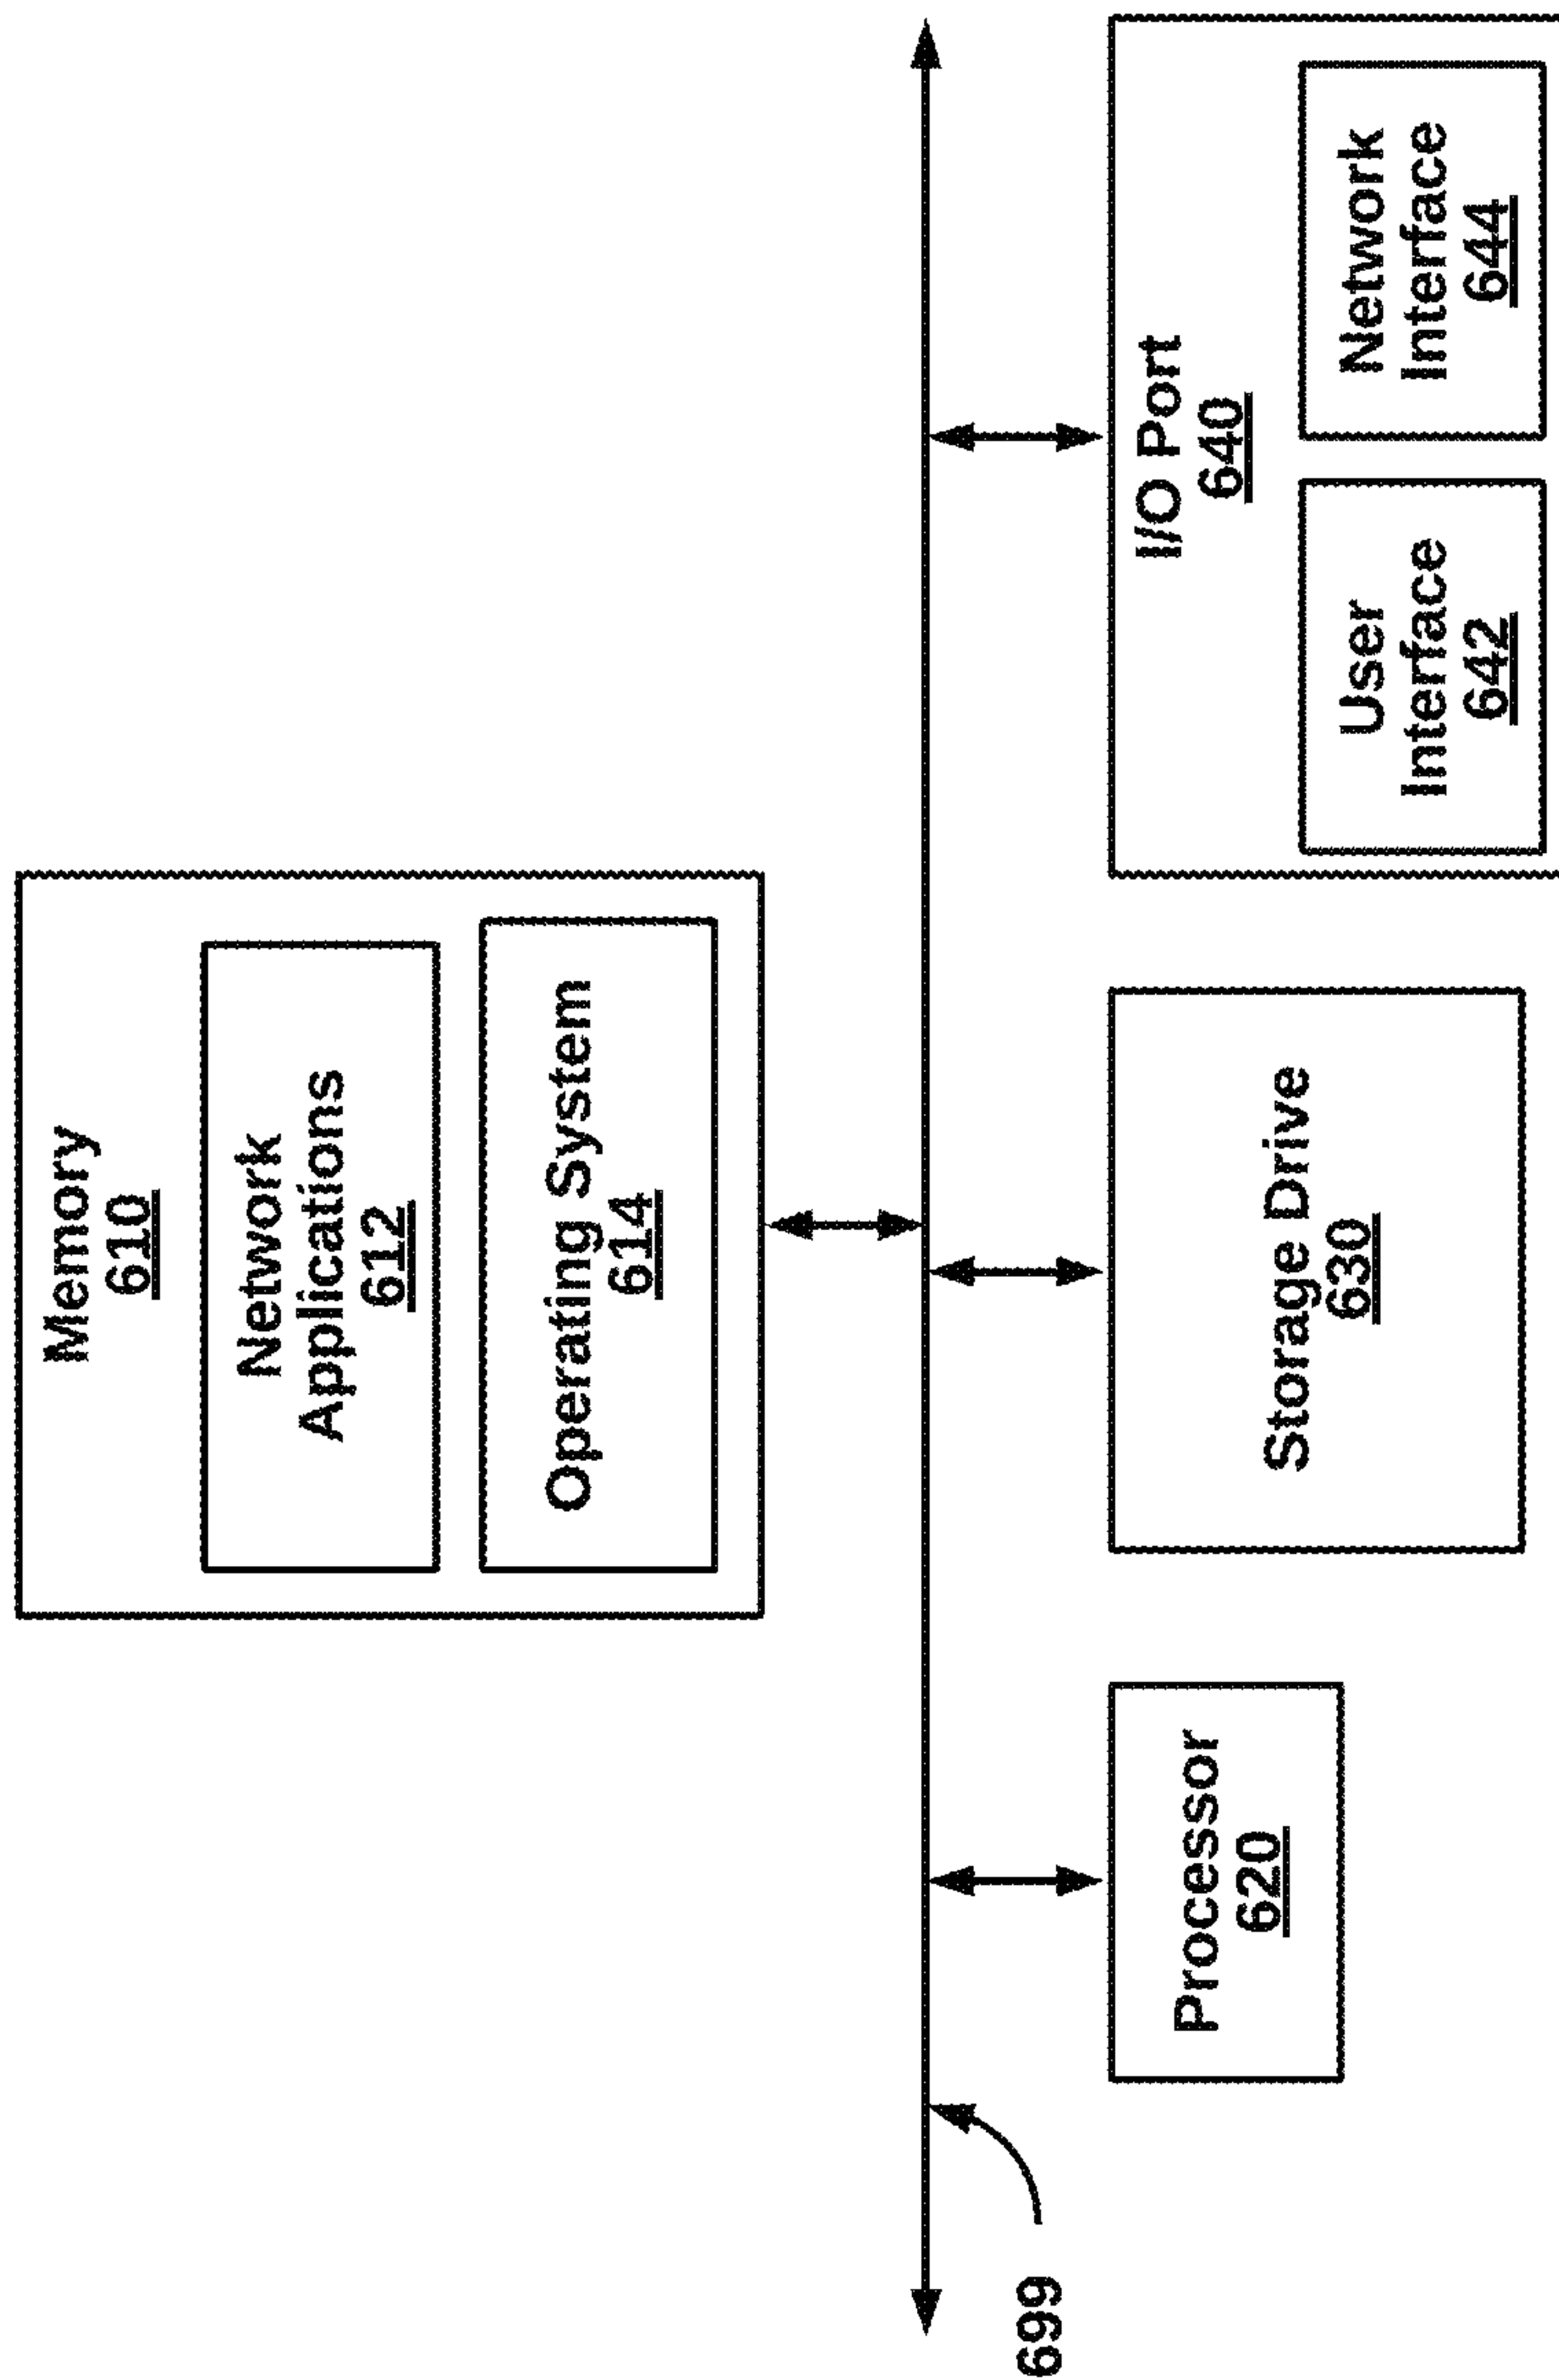 Memory
610
Network
Applications
612
Operating System
614
699
Processor
620
Storage Drive
630
I/O Port
640
User
Interface
642
Network
Interface
644